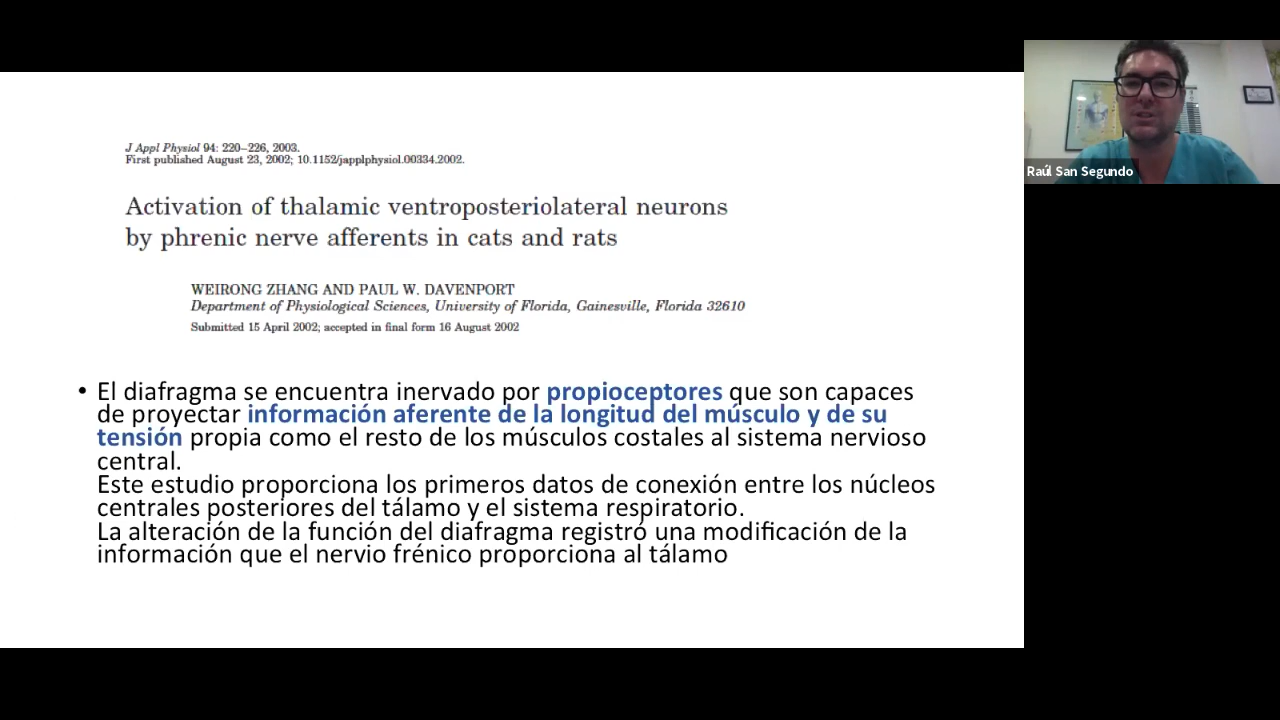 J Appl Physiol 94: 220–226, 2003.
First published August 23, 2002; 10.1152/japplphysiol.00334.2002.
Activation of thalamic ventroposteriolateral neurons
by phrenic nerve afferents in cats and rats
WEIRONG ZHANG AND PAUL W. DAVENPORT
Department of Physiological Sciences, University of Florida, Gainesville, Florida 32610
Submitted 15 April 2002; accepted in final form 16 August 2002
• El diafragma se encuentra inervado por propioceptores que son capaces
de proyectar información aferente de la longitud del músculo y de su
tensión propia como el resto de los músculos costales al sistema nervioso
central.
Este estudio proporciona los primeros datos de conexión entre los núcleos
centrales posteriores del tálamo y el sistema respiratorio.
La alteración de la función del diafragma registró una modificación de la
información que el nervio frénico proporciona al tálamo
Raúl San Segundo